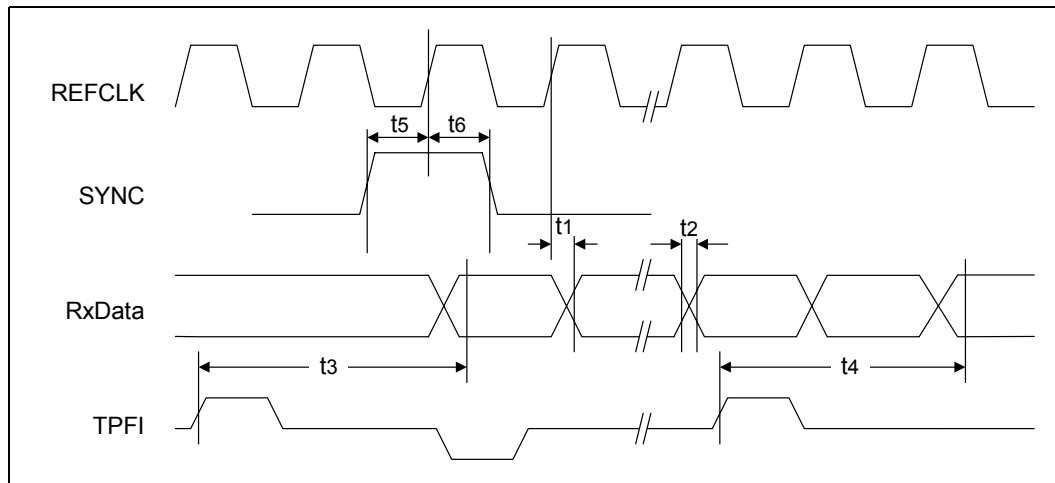 REFCLK
t5
t6
SYNC
t1
t2
RxData
t3
t4
TPFI